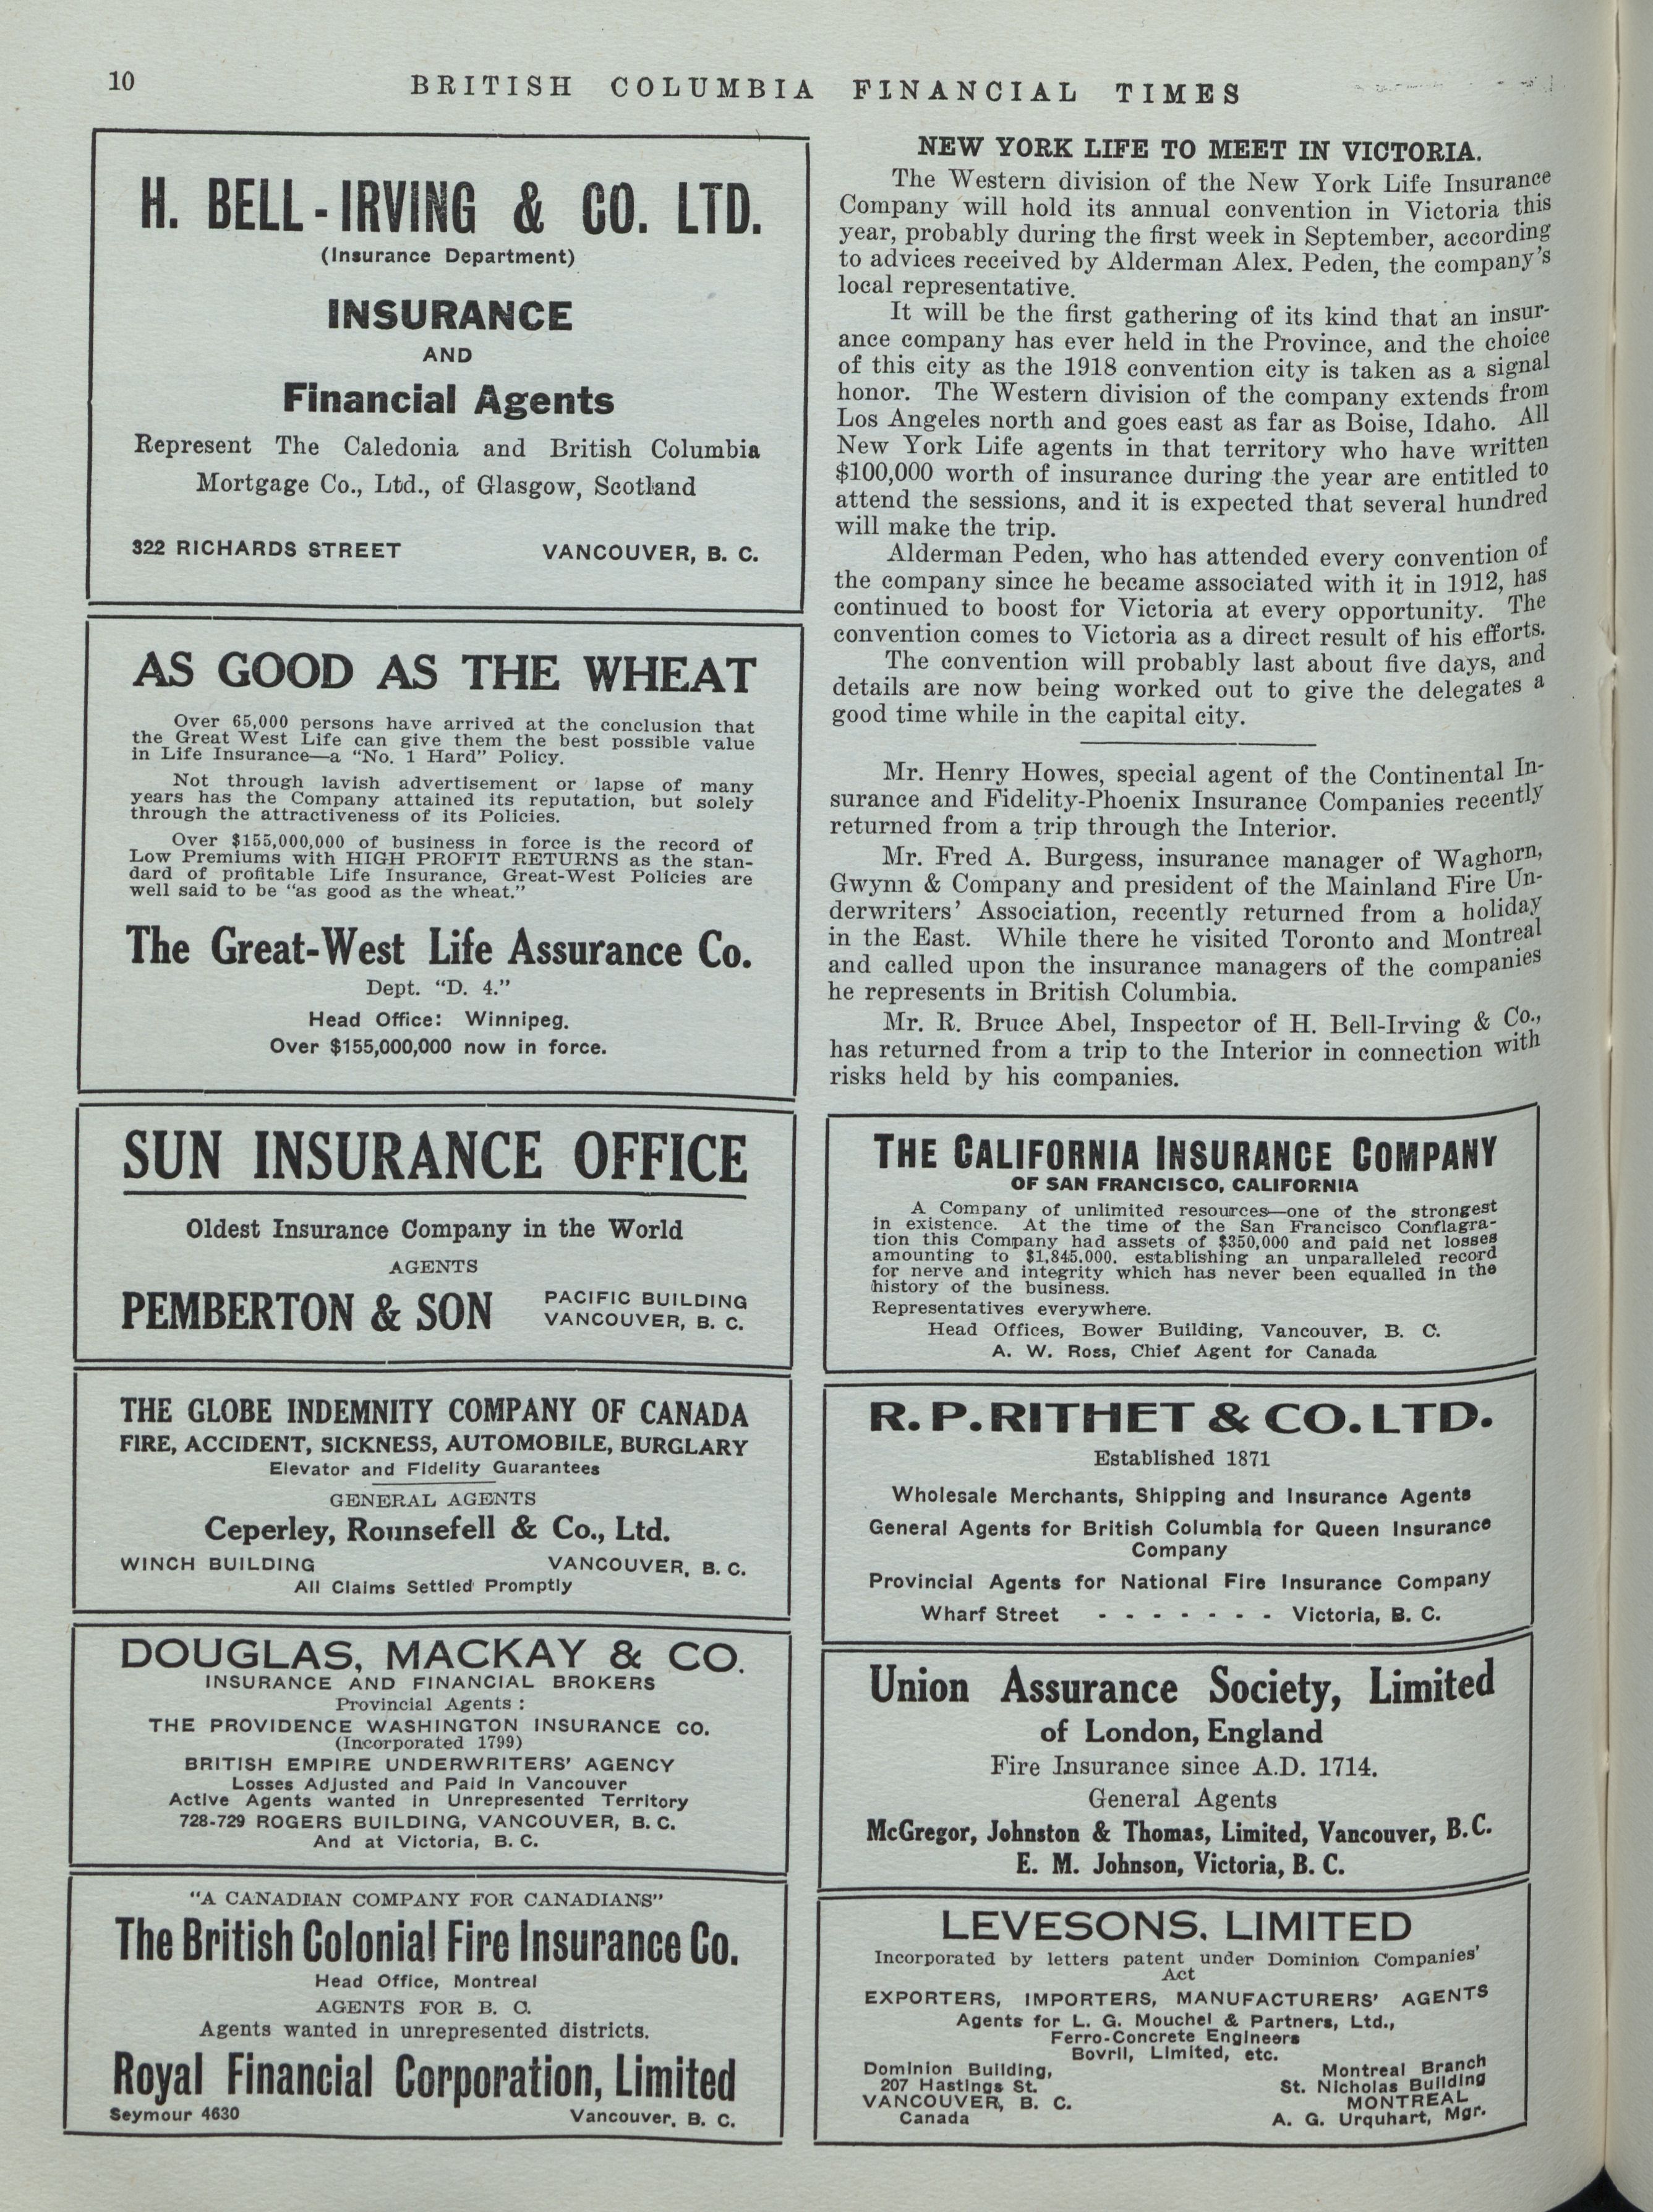 10
BRITISH COLUMBIA FINANCIAL TIMES
H. BELL-IRVING & CO. LTD.
(Insurance Department)
INSURANCE
AND
Financial Agents
Represent The Caledonia and British Columbia
Mortgage Co., Ltd., of Glasgow, Scotland
322 RICHARDS STREET VANCOUVER, B. C.
AS GOOD AS THE WHEAT
Over 65,000 persons have arrived at the conclusion that
the Great West Life can give them the best possible value
in Life Insurance—a "No. 1 Hard" Policy.
Not through lavish advertisement or lapse of many
years has the Company attained its reputation, but solely
through the attractiveness of its Policies.
Over $155,000,000 of business in force is the record of
Low Premiums with HIGH PROFIT RETURNS as the stan-
dard of profitable Life Insurance, Great-West Policies are
well said to be "as good as the wheat."
The Great-West Life Assurance Co.
Dept. "D. 4."
Head Office: Winnipeg.
Over $155,000,000 now in force.
SUN INSURANCE OFFICE
Oldest Insurance Company in the World
AGENTS
PEMBERTON & SON
PACIFIC BUILDING
VANCOUVER, B. C.
THE GLOBE INDEMNITY COMPANY OF CANADA
FIRE, ACCIDENT, SICKNESS, AUTOMOBILE, BURGLARY
Elevator and Fidelity Guarantees
GENERAL AGENTS
Ceperley, Rounsefell & Co., Ltd.
WINCH BUILDING VANCOUVER, B. C.
All Claims Settled Promptly
DOUGLAS, MACKAY & CO.
INSURANCE AND FINANCIAL BROKERS
Provincial Agents :
THE PROVIDENCE WASHINGTON INSURANCE CO.
(Incorporated 1799)
BRITISH EMPIRE UNDERWRITERS' AGENCY
Losses Adjusted and Paid in Vancouver
Active Agents wanted in Unrepresented Territory
728-729 ROGERS BUILDING, VANCOUVER, B. C.
And at Victoria, B. C.
"A CANADIAN COMPANY FOR CANADIANS"
The British Colonial Fire Insurance Co.
Head Office, Montreal
AGENTS FOR B. C.
Agents wanted in unrepresented districts.
Royal Financial Corporation, Limited
Seymour 4630 Vancouver, B. C.
NEW YORK LIFE TO MEET IN VICTORIA.
The Western division of the New York Life Insurance
Company will hold its annual convention in Victoria this
year, probably during the first week in September, according
to advices received by Alderman Alex. Peden, the company's
local representative.
It will be the first gathering of its kind that an insur-
ance company has ever held in the Province, and the choice
of this city as the 1918 convention city is taken as a signal
honor. The Western division of the company extends from
Los Angeles north and goes east as far as Boise, Idaho. All
New York Life agents in that territory who have written
$100,000 worth of insurance during the year are entitled to
attend the sessions, and it is expected that several hundred
will make the trip.
Alderman Peden, who has attended every convention of
the company since he became associated with it in 1912, has
continued to boost for Victoria at every opportunity. The
convention comes to Victoria as a direct result of his efforts.
The convention will probably last about five days, and
details are now being worked out to give the delegates a
good time while in the capital city.
Mr. Henry Howes, special agent of the Continental In-
surance and Fidelity-Phoenix Insurance Companies recently
returned from a trip through the Interior.
Mr. Fred A. Burgess, insurance manager of Waghorn,
Gwynn & Company and president of the Mainland Fire Un-
derwriters' Association, recently returned from a holiday
in the East. While there he visited Toronto and Montreal
and called upon the insurance managers of the companies
he represents in British Columbia.
Mr. R. Bruce Abel, Inspector of H. Bell-Irving & Co.,
has returned from a trip to the Interior in connection with
risks held by his companies.
THE CALIFORNIA INSURANCE COMPANY
OF SAN FRANCISCO, CALIFORNIA
A Company of unlimited resources—one of the strongest
in existence. At the time of the San Francisco Conflagra-
tion this Company had assets of $350,000 and paid net losses
amounting to $1,845,000, establishing an unparalleled record
for nerve and integrity which has never been equalled in the
history of the business.
Representatives everywhere.
Head Offices, Bower Building, Vancouver, B. C.
A. W. Ross, Chief Agent for Canada
R. P. RITHET & CO. LTD.
Established 1871
Wholesale Merchants, Shipping and Insurance Agents
General Agents for British Columbia for Queen Insurance
Company
Provincial Agents for National Fire Insurance Company
Wharf Street - - - - - - - Victoria, B. C.
Union Assurance Society, Limited
of London, England
Fire Insurance since A.D. 1714.
General Agents
McGregor, Johnston & Thomas, Limited, Vancouver, B.C.
E. M. Johnson, Victoria, B. C.
LEVESONS, LIMITED
Incorporated by letters patent under Dominion Companies'
Act
EXPORTERS, IMPORTERS, MANUFACTURERS' AGENTS
Agents for L. G. Mouchel & Partners, Ltd.,
Ferro-Concrete Engineers
Bovril, Limited, etc.
Dominion Building, Montreal Branch
207 Hastings St. St. Nicholas Building
VANCOUVER, B. C. MONTREAL
Canada A. G. Urquhart, Mgr.